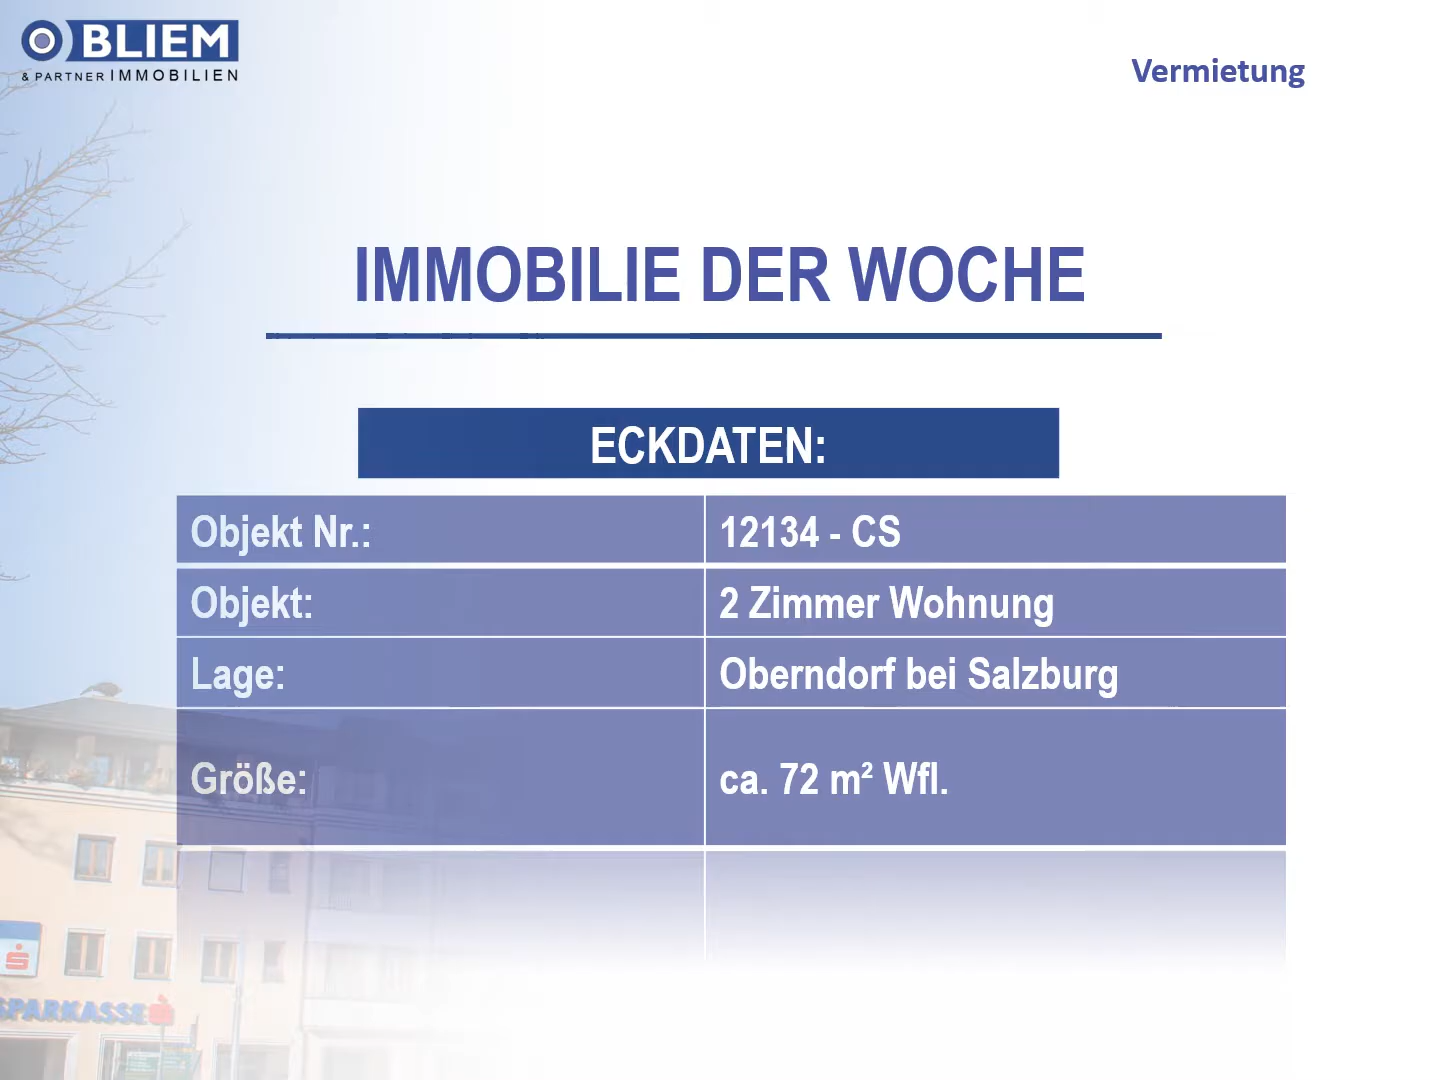 BLIEM
& PARTNER IMMOBILIEN
Vermietung
IMMOBILIE DER WOCHE
ECKDATEN:
Objekt Nr.: 12134 - CS
Objekt: 2 Zimmer Wohnung
Lage: Oberndorf bei Salzburg
Größe: ca. 72 m² Wfl.
SPARKASSE